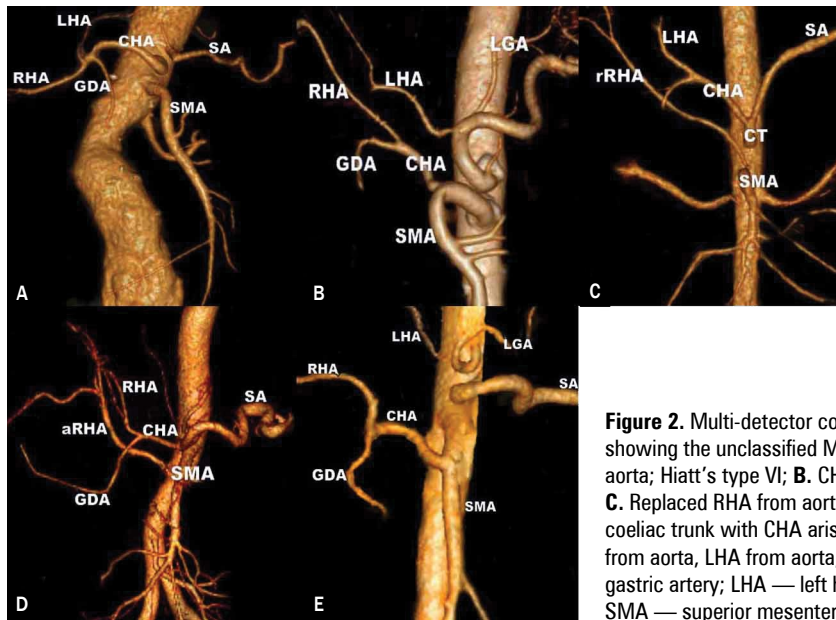 LHA
CHA
SA
RHA
GDA
SMA
A
LGA
RHA
LHA
GDA
CHA
SMA
B
LHA
SA
rRHA
CHA
CT
SMA
C
RHA
SA
aRHA
CHA
SMA
GDA
D
LHA
LGA
RHA
SA
CHA
GDA
SMA
E
Figure 2. Multi-detector co
showing the unclassified M
aorta; Hiatt's type VI; B. CH
C. Replaced RHA from aort
coeliac trunk with CHA aris
from aorta, LHA from aorta,
gastric artery; LHA — left h
SMA — superior mesenter